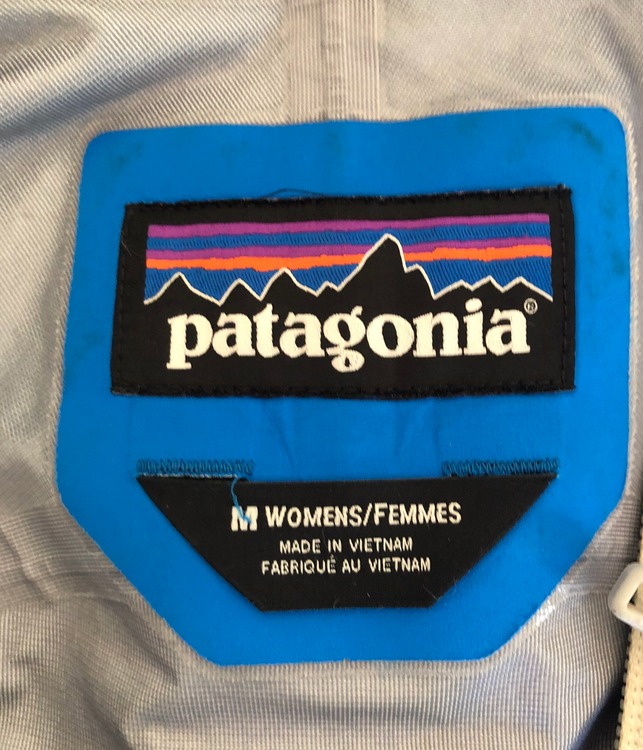 patagonia®
M WOMENS/FEMMES
MADE IN VIETNAM
FABRIQUÉ AU VIETNAM